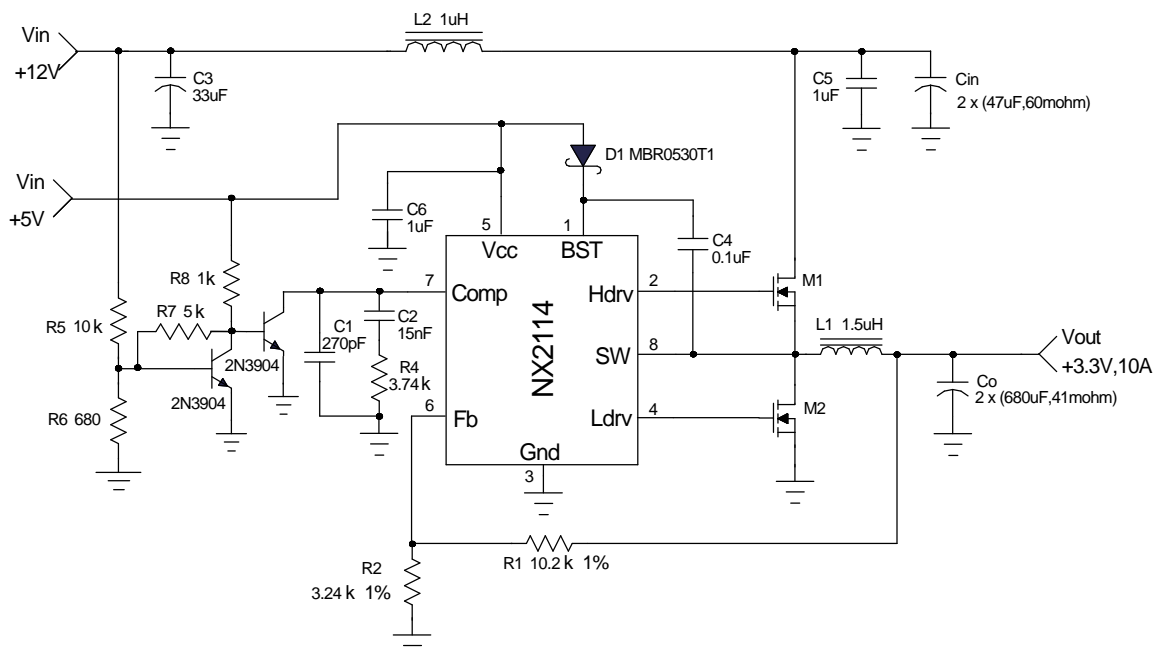 L2 1uH
Vin
+12V
C3
33uF
C5
1uF
Cin
2 x (47uF,60mohm)
D1 MBR0530T1
Vin
+5V
C6
1uF
5
1
Vcc
BST
C4
0.1uF
R8 1k
7
Comp
2
Hdrv
M1
R5 10k
R7 5k
C1
270pF
C2
15nF
NX2114
L1 1.5uH
Vout
+3.3V,10A
SW
8
2N3904
R4
3.74k
Co
2 x (680uF,41mohm)
2N3904
6
Fb
Ldrv
4
M2
R6 680
Gnd
3
R1 10.2k 1%
R2
3.24k 1%